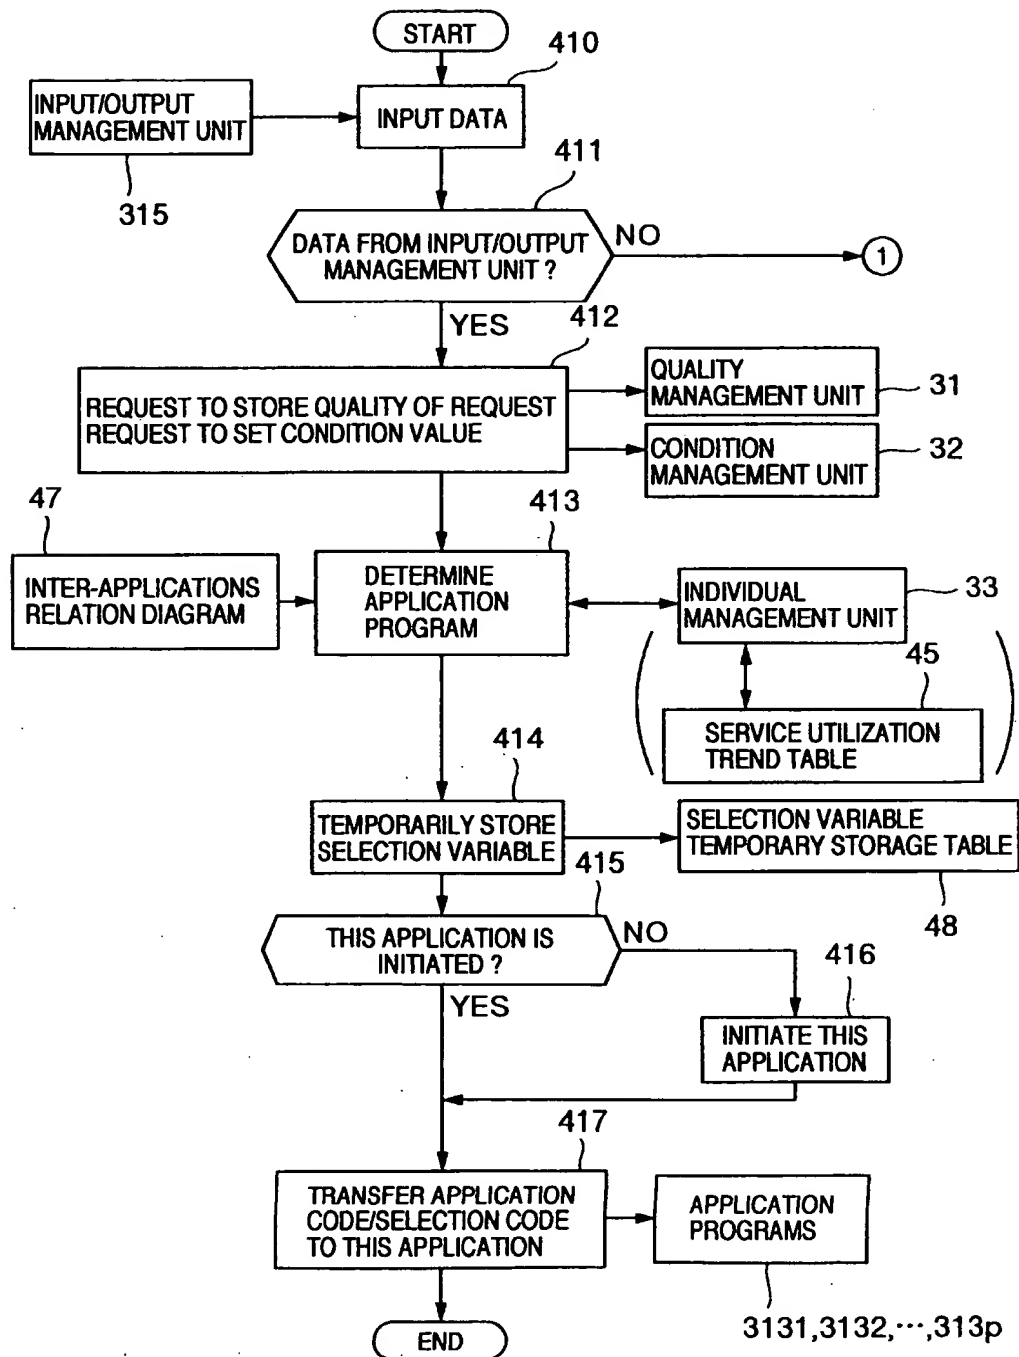 START
410
INPUT/OUTPUT
MANAGEMENT UNIT
INPUT DATA
315
411
DATA FROM INPUT/OUTPUT
MANAGEMENT UNIT ?
NO
1
YES
412
REQUEST TO STORE QUALITY OF REQUEST
REQUEST TO SET CONDITION VALUE
QUALITY
MANAGEMENT UNIT
31
CONDITION
MANAGEMENT UNIT
32
47
413
INTER-APPLICATIONS
RELATION DIAGRAM
DETERMINE
APPLICATION
PROGRAM
INDIVIDUAL
MANAGEMENT UNIT
33
45
SERVICE UTILIZATION
TREND TABLE
414
TEMPORARILY STORE
SELECTION VARIABLE
SELECTION VARIABLE
TEMPORARY STORAGE TABLE
48
415
THIS APPLICATION IS
INITIATED ?
NO
YES
416
INITIATE THIS
APPLICATION
417
TRANSFER APPLICATION
CODE/SELECTION CODE
TO THIS APPLICATION
APPLICATION
PROGRAMS
3131,3132,···,313p
END